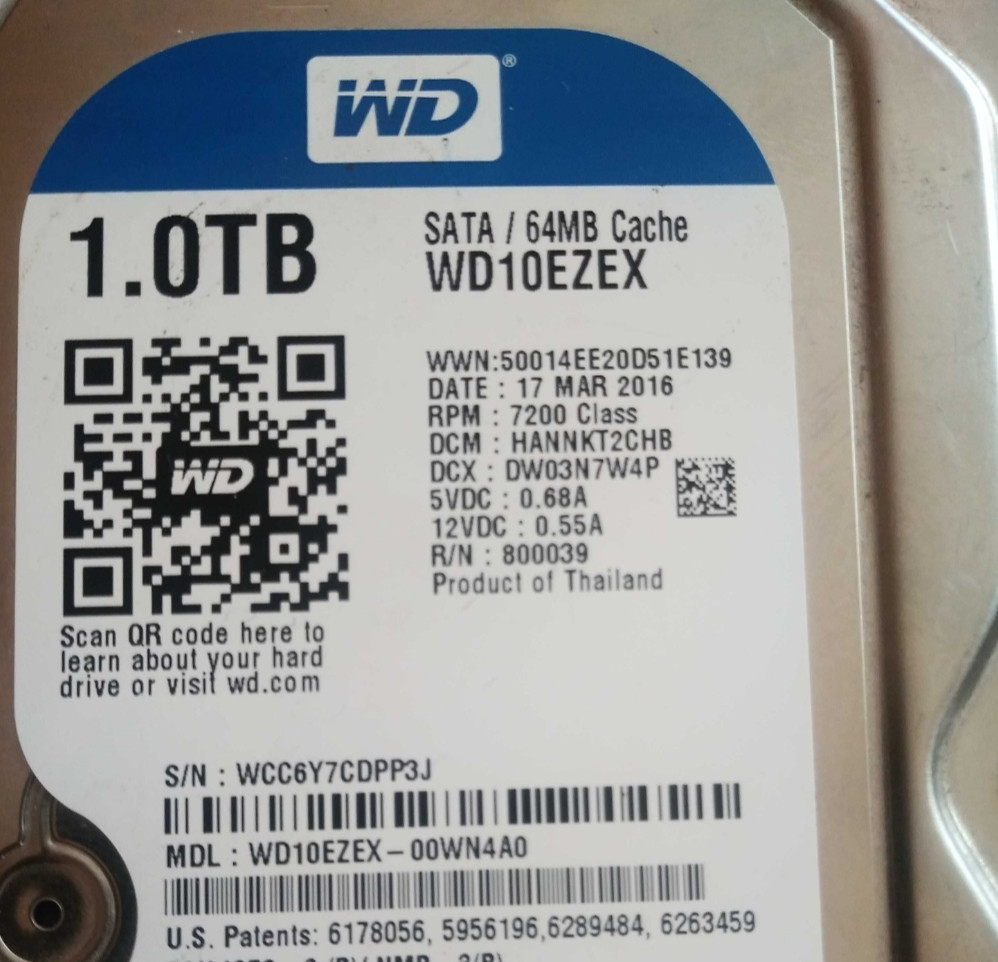 WD®
1.0TB
SATA / 64MB Cache
WD10EZEX
WWN:50014EE20D51E139
DATE : 17 MAR 2016
RPM : 7200 Class
DCM : HANNKT2CHB
DCX : DW03N7W4P
5VDC : 0.68A
12VDC : 0.55A
R/N : 800039
Product of Thailand
WD
Scan QR code here to
learn about your hard
drive or visit wd.com
S/N : WCC6Y7CDPP3J
MDL : WD10EZEX – 00WN4A0
U.S. Patents: 6178056, 5956196,6289484, 6263459